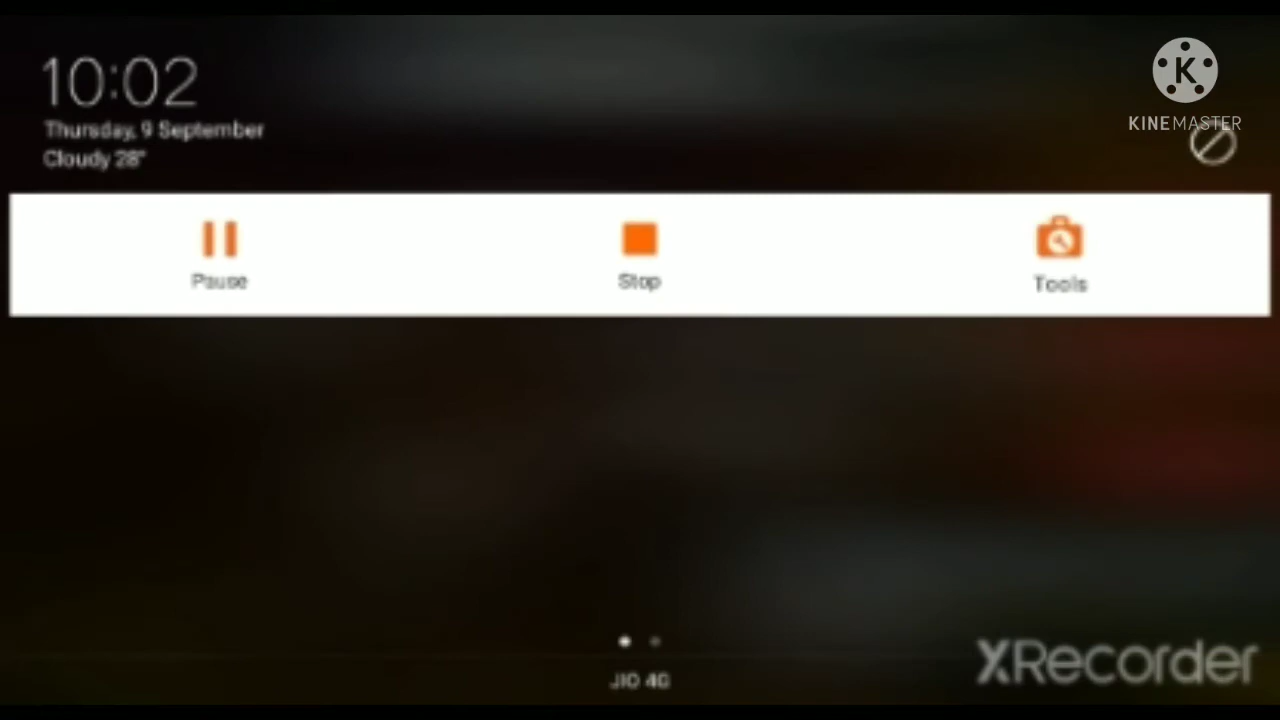 10:02
Thursday, 9 September
Cloudy 28°
K
KINEMASTER
Pause
Stop
Tools
JIO 4G
XRecorder